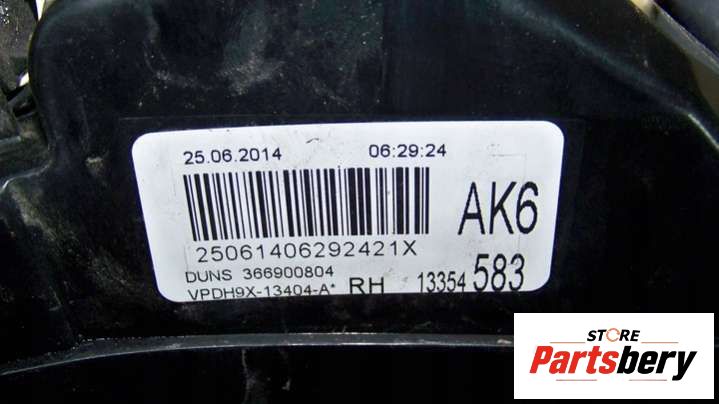 25.06.2014 06:29:24
AK6
25061406292421X
DUNS 366900804
VPDH9X-13404-A* RH 13354 583
STORE
Partsbery